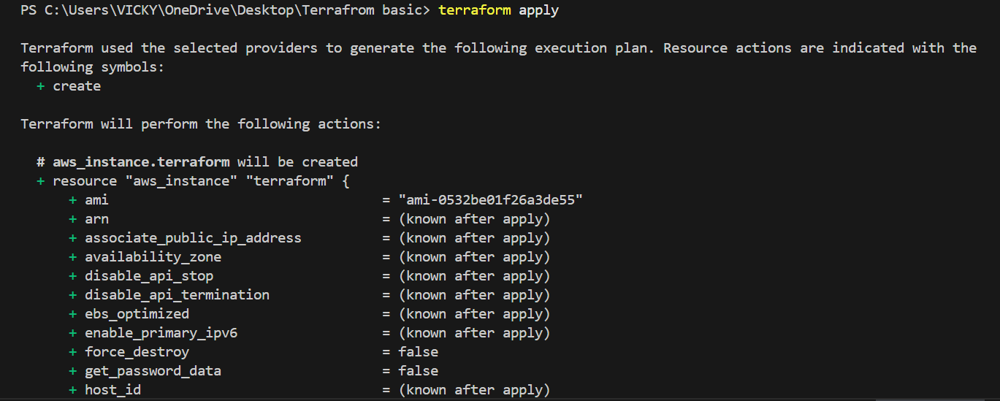 PS C:\Users\VICKY\OneDrive\Desktop\Terrafrom basic> terraform apply
Terraform used the selected providers to generate the following execution plan. Resource actions are indicated with the
following symbols:
  + create
Terraform will perform the following actions:
  # aws_instance.terraform will be created
  + resource "aws_instance" "terraform" {
      + ami                                  = "ami-0532be01f26a3de55"
      + arn                                  = (known after apply)
      + associate_public_ip_address          = (known after apply)
      + availability_zone                    = (known after apply)
      + disable_api_stop                     = (known after apply)
      + disable_api_termination              = (known after apply)
      + ebs_optimized                        = (known after apply)
      + enable_primary_ipv6                  = (known after apply)
      + force_destroy                        = false
      + get_password_data                    = false
      + host_id                              = (known after apply)